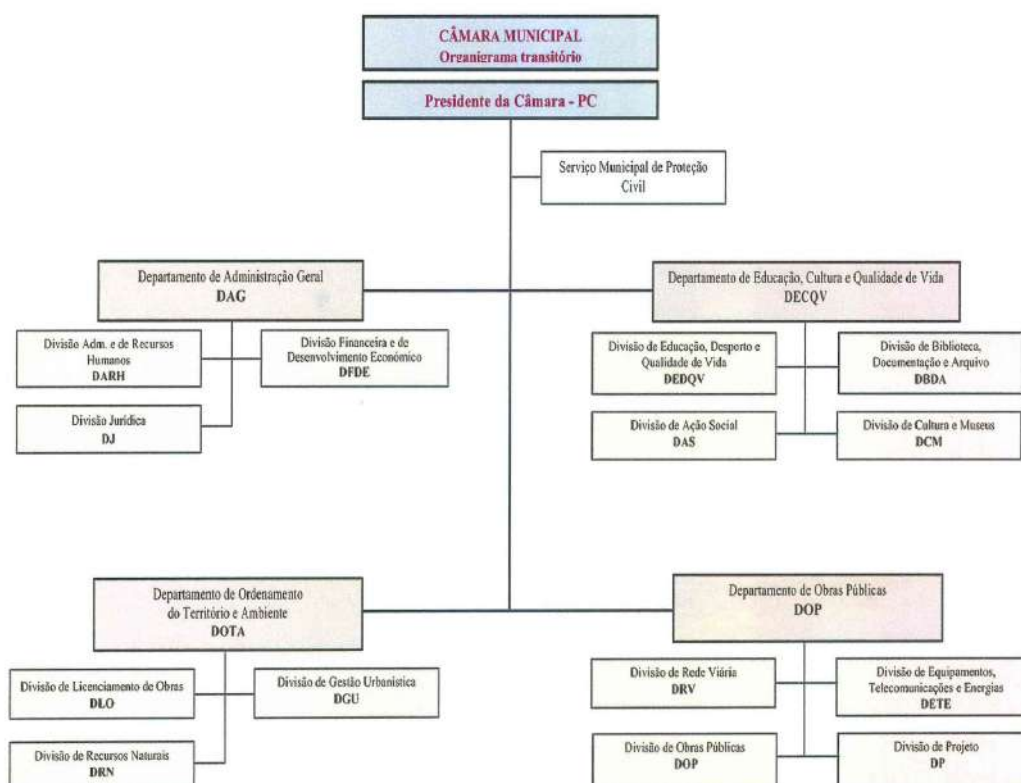 CÂMARA MUNICIPAL
Organigrama transitório
Presidente da Câmara - PC
Serviço Municipal de Proteção
Civil
Departamento de Administração Geral
DAG
Divisão Adm. e de Recursos
Humanos
DARH
Divisão Financeira e de
Desenvolvimento Económico
DFDE
Divisão Jurídica
DJ
Departamento de Educação, Cultura e Qualidade de Vida
DECQV
Divisão de Educação, Desporto e
Qualidade de Vida
DEDQV
Divisão de Biblioteca,
Documentação e Arquivo
DBDA
Divisão de Ação Social
DAS
Divisão de Cultura e Museus
DCM
Departamento de Ordenamento
do Território e Ambiente
DOTA
Divisão de Licenciamento de Obras
DLO
Divisão de Gestão Urbanística
DGU
Divisão de Recursos Naturais
DRN
Departamento de Obras Públicas
DOP
Divisão de Rede Viária
DRV
Divisão de Equipamentos,
Telecomunicações e Energias
DETE
Divisão de Obras Públicas
DOP
Divisão de Projeto
DP